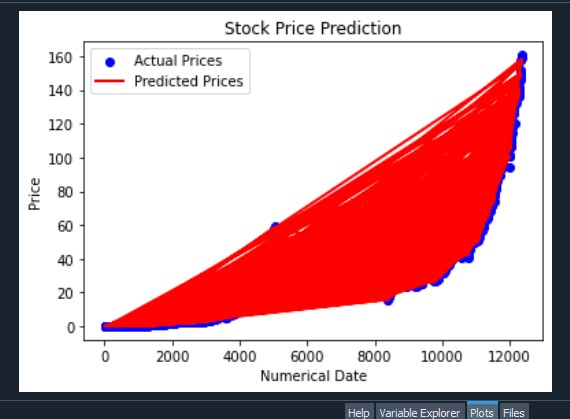 Stock Price Prediction
Actual Prices
Predicted Prices
160
140
120
100
80
60
40
20
0
Price
0 2000 4000 6000 8000 10000 12000
Numerical Date
Help Variable Explorer Plots Files